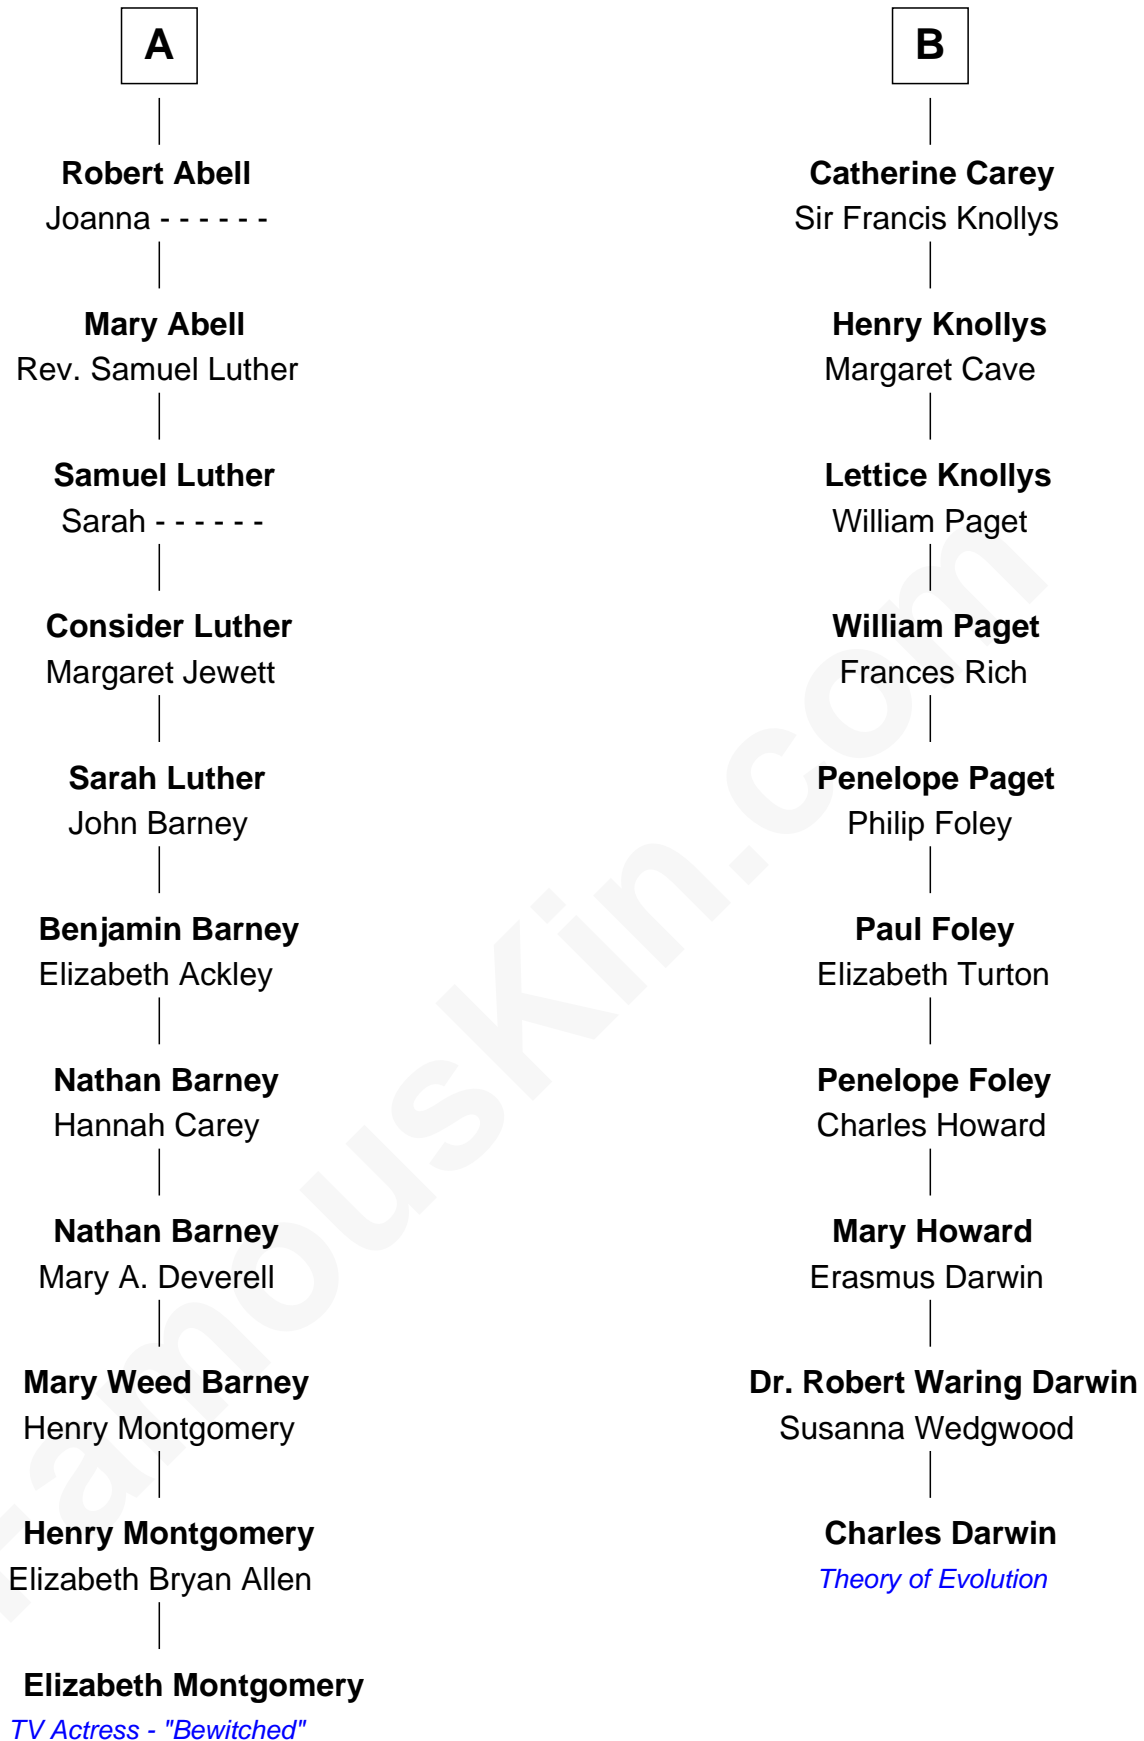 A
Robert Abell
Joanna - - - - - -
Mary Abell
Rev. Samuel Luther
Samuel Luther
Sarah - - - - - -
Consider Luther
Margaret Jewett
Sarah Luther
John Barney
Benjamin Barney
Elizabeth Ackley
Nathan Barney
Hannah Carey
Nathan Barney
Mary A. Deverell
Mary Weed Barney
Henry Montgomery
Henry Montgomery
Elizabeth Bryan Allen
Elizabeth Montgomery
TV Actress - "Bewitched"
B
Catherine Carey
Sir Francis Knollys
Henry Knollys
Margaret Cave
Lettice Knollys
William Paget
William Paget
Frances Rich
Penelope Paget
Philip Foley
Paul Foley
Elizabeth Turton
Penelope Foley
Charles Howard
Mary Howard
Erasmus Darwin
Dr. Robert Waring Darwin
Susanna Wedgwood
Charles Darwin
Theory of Evolution
FamousKin.com